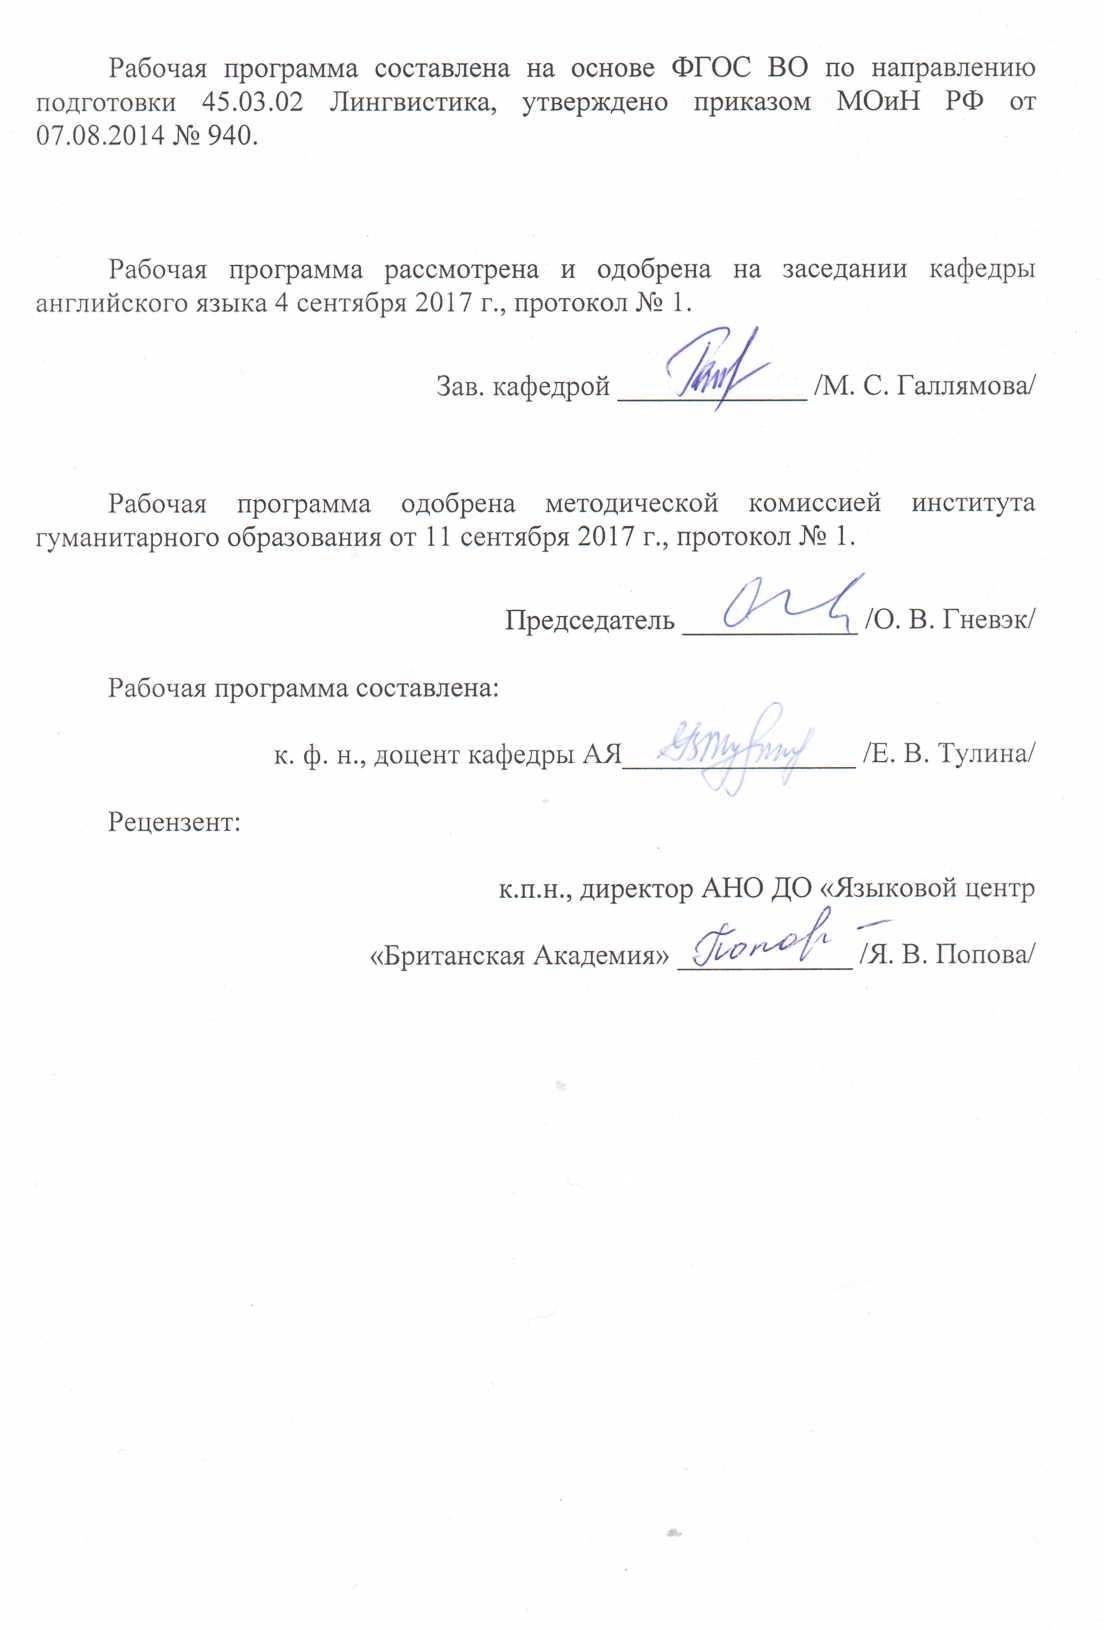 Рабочая программа составлена на основе ФГОС ВО по направлению
подготовки 45.03.02 Лингвистика, утверждено приказом МОиН РФ от
07.08.2014 № 940.
Рабочая программа рассмотрена и одобрена на заседании кафедры
английского языка 4 сентября 2017 г., протокол № 1.
Зав. кафедрой ______________ /М. С. Галлямова/
Рабочая программа одобрена методической комиссией института
гуманитарного образования от 11 сентября 2017 г., протокол № 1.
Председатель _____________ /О. В. Гневэк/
Рабочая программа составлена:
к. ф. н., доцент кафедры АЯ_________________ /Е. В. Тулина/
Рецензент:
к.п.н., директор АНО ДО «Языковой центр
«Британская Академия» _____________ /Я. В. Попова/